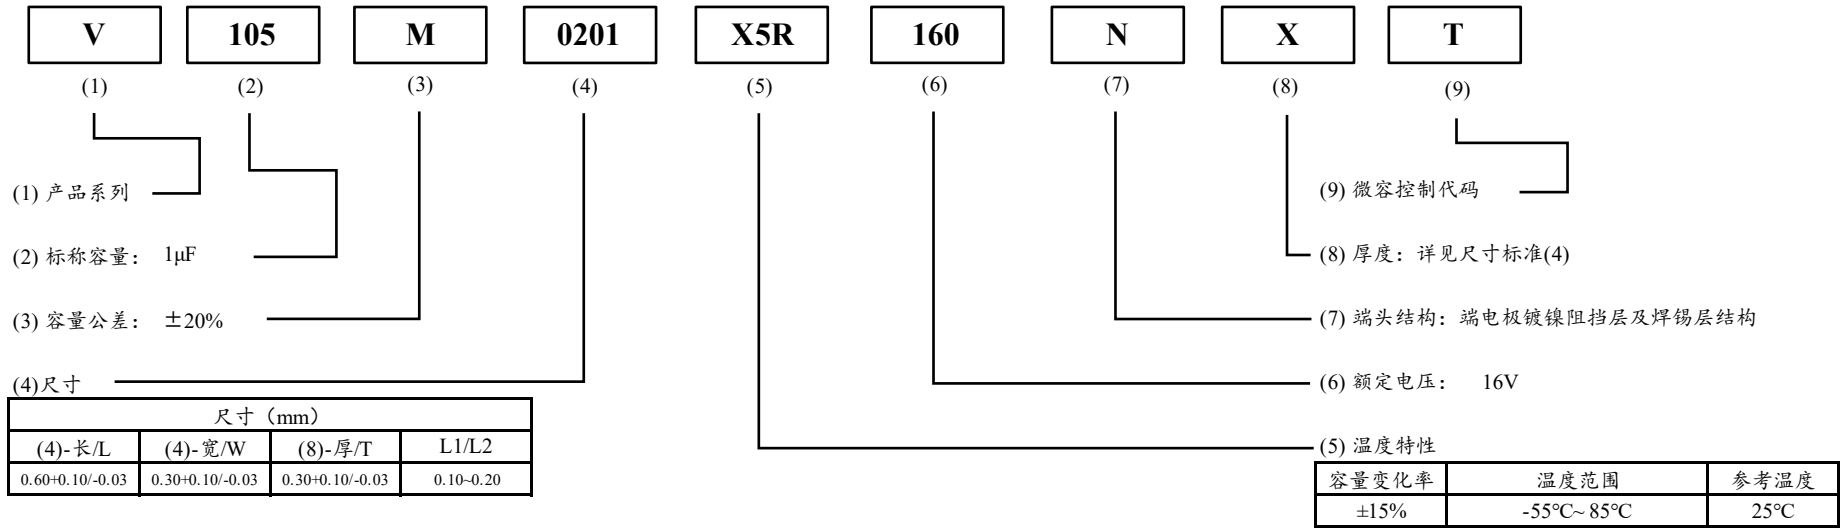 V 105 M 0201 X5R 160 N X T
(1) (2) (3) (4) (5) (6) (7) (8) (9)
(1) 产品系列
(9) 微容控制代码
(2) 标称容量： 1μF
(8) 厚度：详见尺寸标准(4)
(3) 容量公差： ±20%
(7) 端头结构：端电极镀镍阻挡层及焊锡层结构
(4)尺寸
(6) 额定电压： 16V
尺寸（mm）
(4)-长/L (4)-宽/W (8)-厚/T L1/L2
0.60+0.10/-0.03 0.30+0.10/-0.03 0.30+0.10/-0.03 0.10~0.20
(5) 温度特性
容量变化率 温度范围 参考温度
±15% -55℃~ 85℃ 25℃